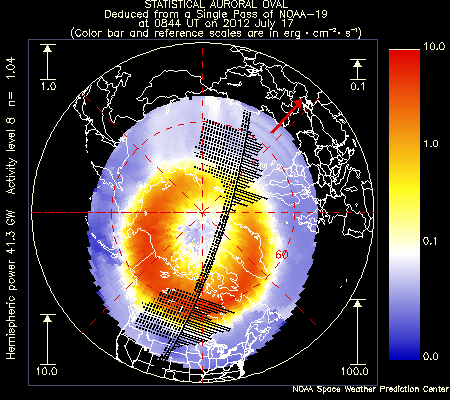 STATISTICAL AURORAL OVAL
Deduced from a Single Pass of NOAA-19
at 0844 UT on 2012 July 17
(Color bar and reference scales are in erg · cm⁻² · s⁻¹)
Hemispheric power 41.3 GW   Activity level 8   n= 1.04
1.0
0.1
10.0
100.0
60
10.0
1.0
0.1
0.0
NOAA Space Weather Prediction Center